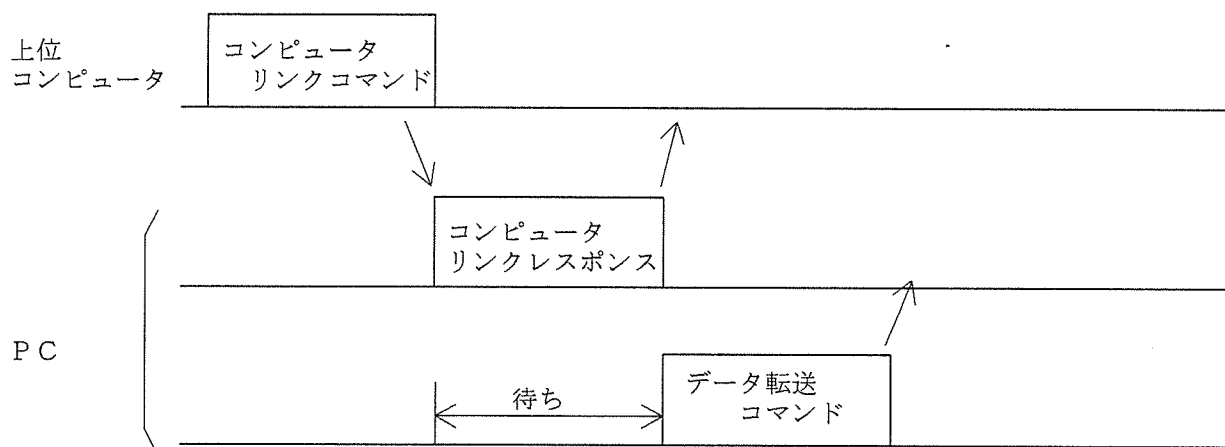 上位
コンピュータ
コンピュータ
リンクコマンド
コンピュータ
リンクレスポンス
ＰＣ
待ち
データ転送
コマンド